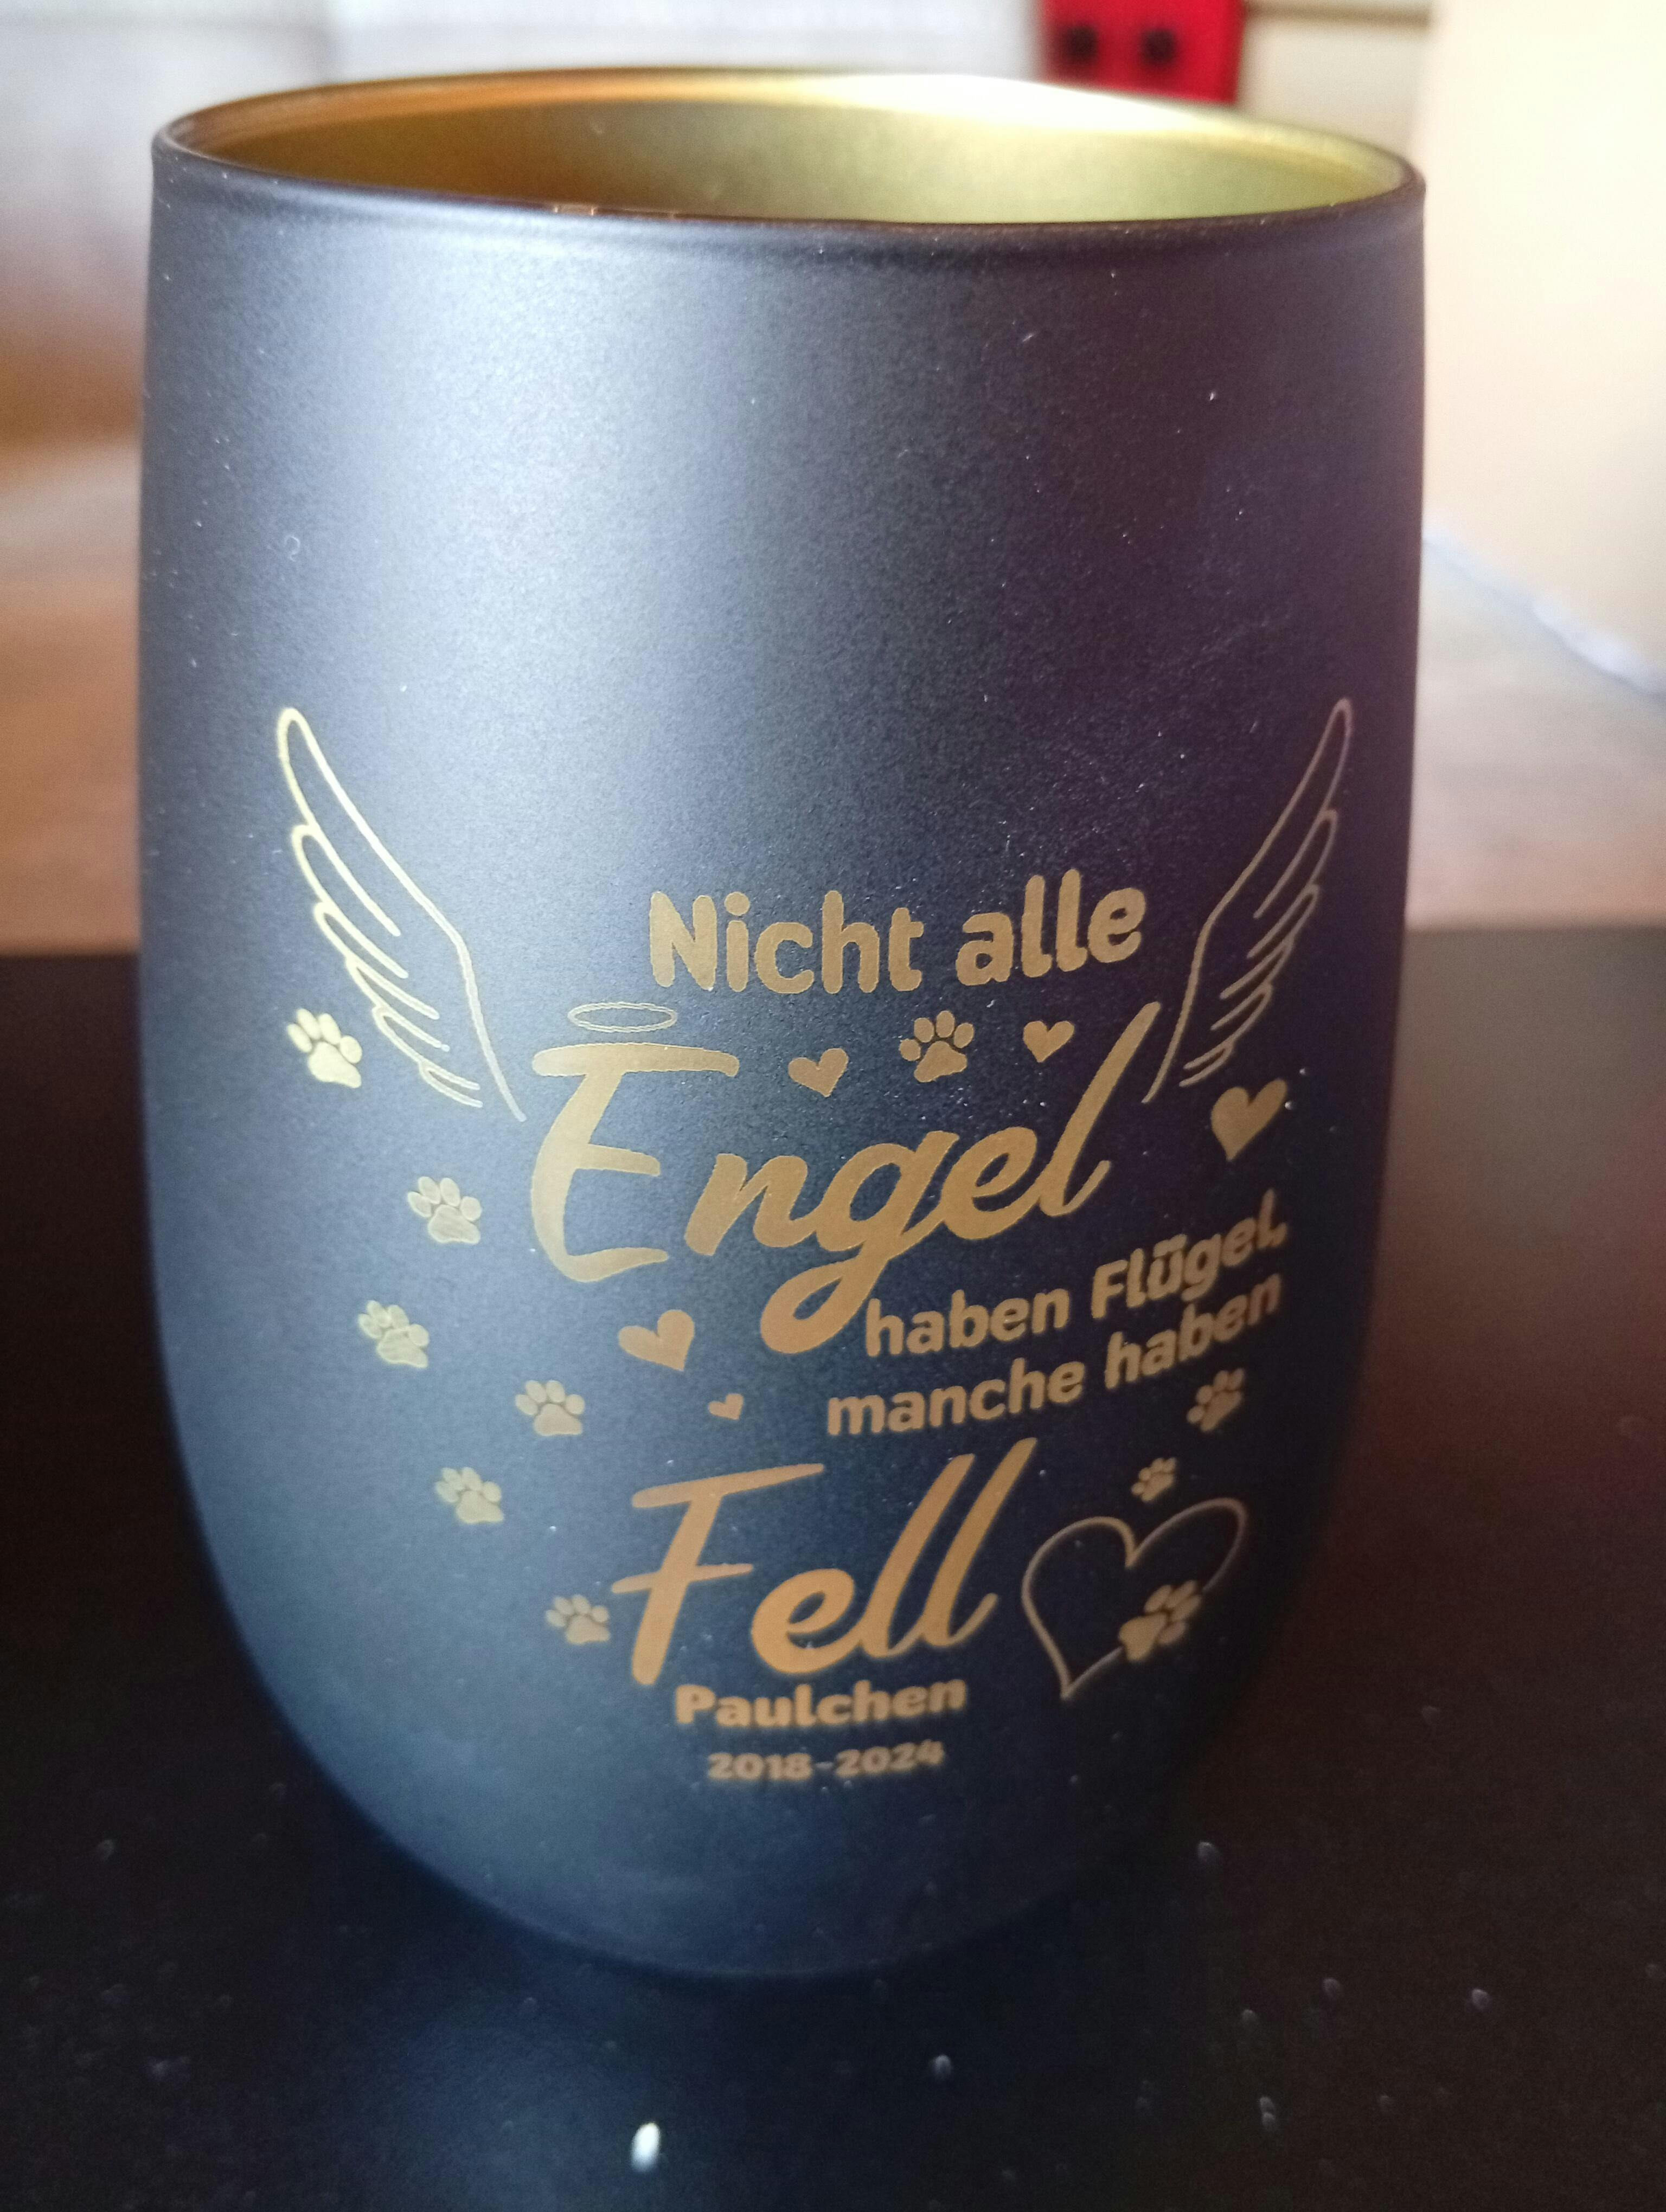 Nicht alle
Engel
haben Flügel,
manche haben
Fell
Paulchen
2018-2024